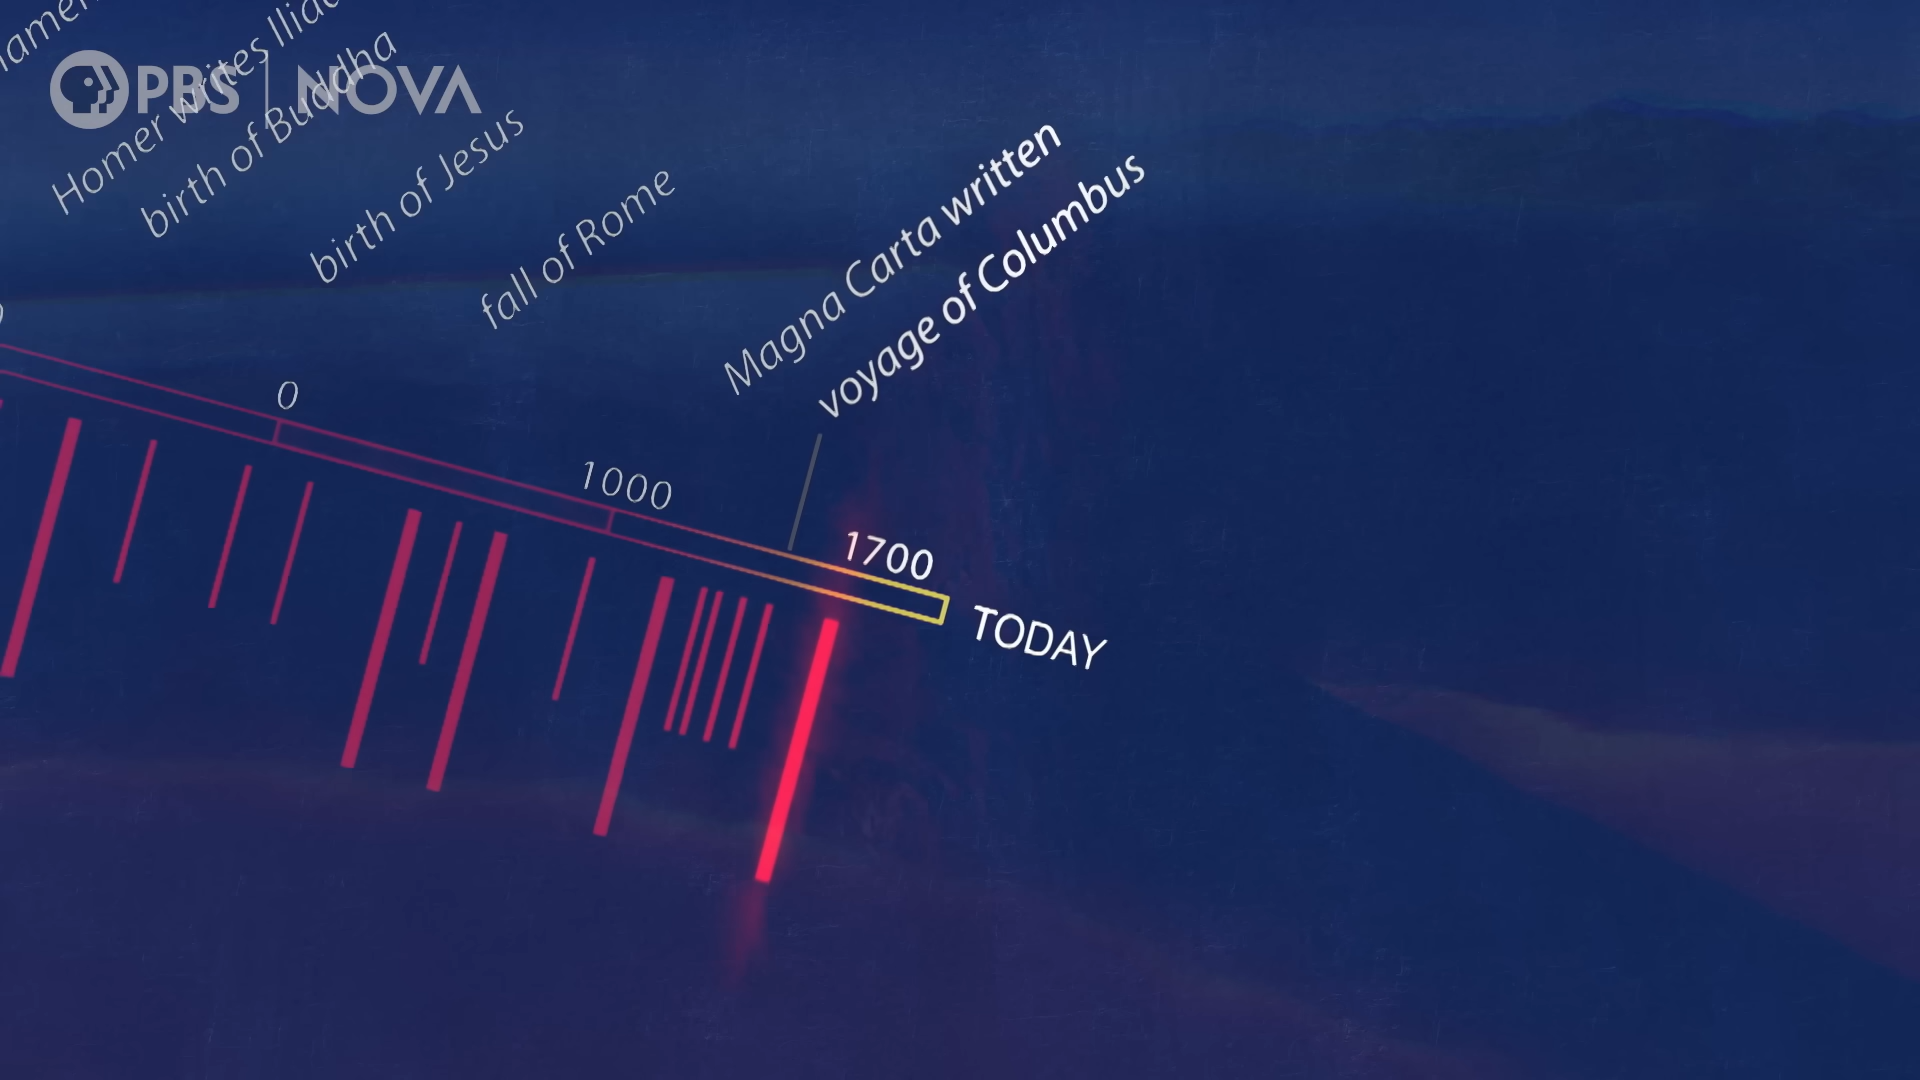 PBS NOVA
Homer writes Iliad
birth of Buddha
birth of Jesus
fall of Rome
Magna Carta written
voyage of Columbus
0
1000
1700
TODAY